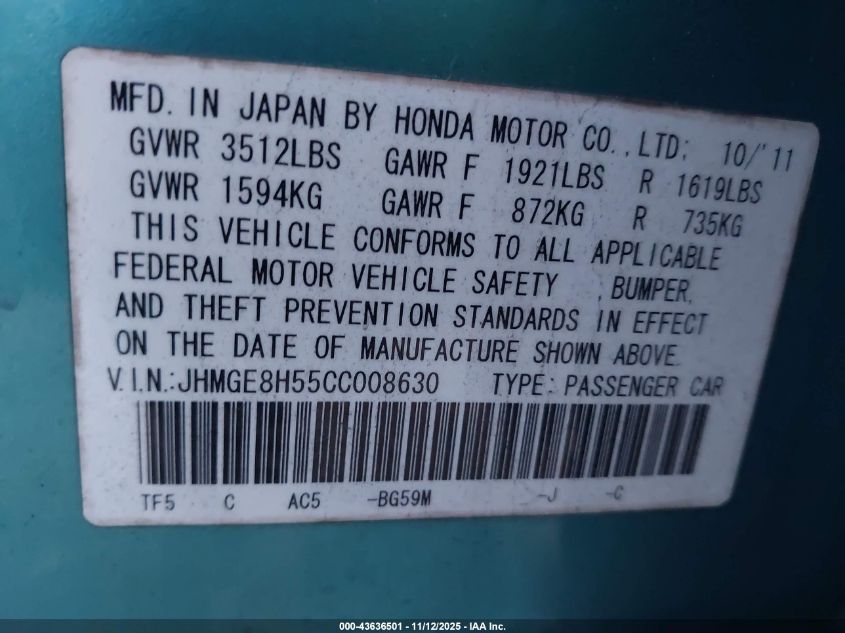 MFD. IN JAPAN BY HONDA MOTOR CO., LTD; 10/'11
GVWR 3512LBS GAWR F 1921LBS R 1619LBS
GVWR 1594KG GAWR F 872KG R 735KG
THIS VEHICLE CONFORMS TO ALL APPLICABLE
FEDERAL MOTOR VEHICLE SAFETY , BUMPER,
AND THEFT PREVENTION STANDARDS IN EFFECT
ON THE DATE OF MANUFACTURE SHOWN ABOVE.
V.I.N.:JHMGE8H55CC008630 TYPE: PASSENGER CAR
TF5 C AC5 -BG59M -J -C
000-43636501 - 11/12/2025 - IAA Inc.